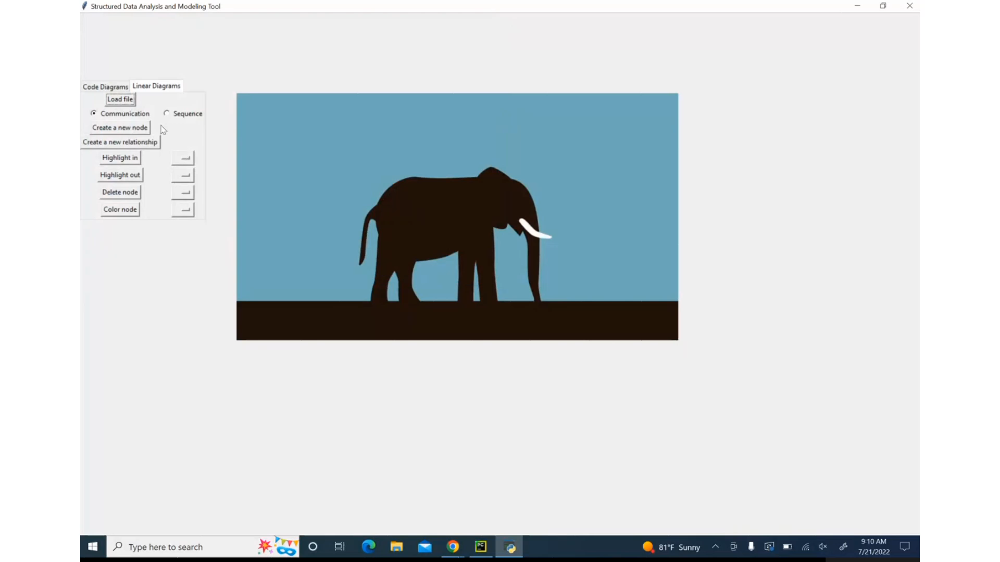 Structured Data Analysis and Modeling Tool
Code Diagrams Linear Diagrams
Load file
Communication Sequence
Create a new node
Create a new relationship
Highlight in
Highlight out
Delete node
Color node
Type here to search
PC
81°F Sunny
9:10 AM
7/21/2022